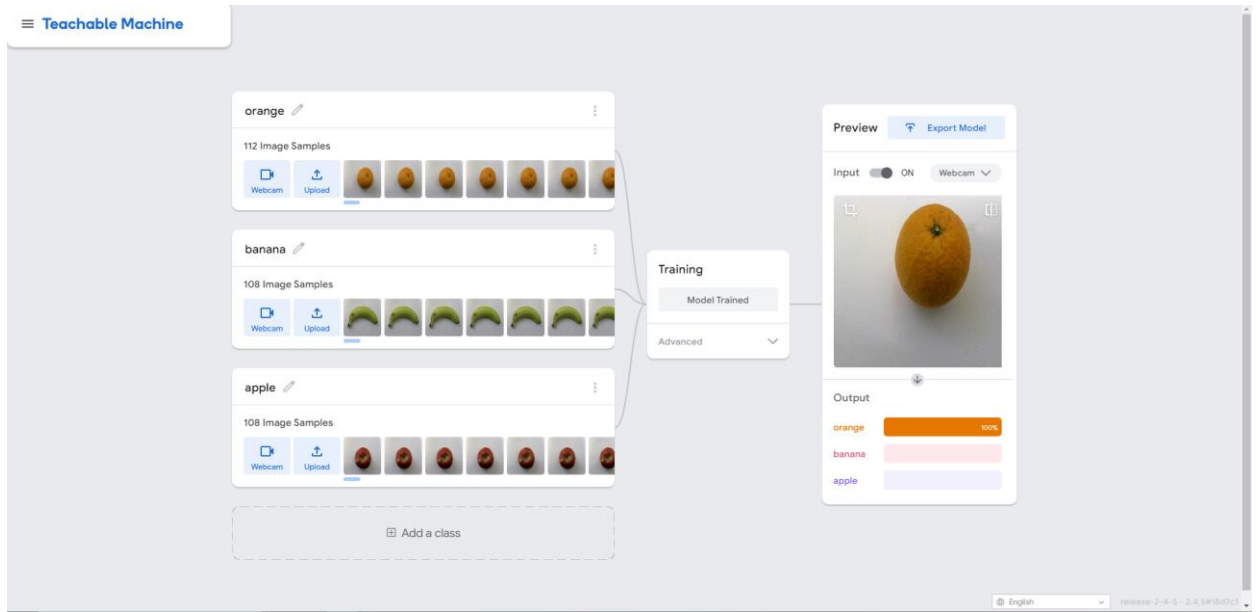 Teachable Machine
orange
112 Image Samples
Webcam
Upload
banana
108 Image Samples
Webcam
Upload
apple
108 Image Samples
Webcam
Upload
Add a class
Training
Model Trained
Advanced
Preview
Export Model
Input ON Webcam
Output
orange 100%
banana
apple
English